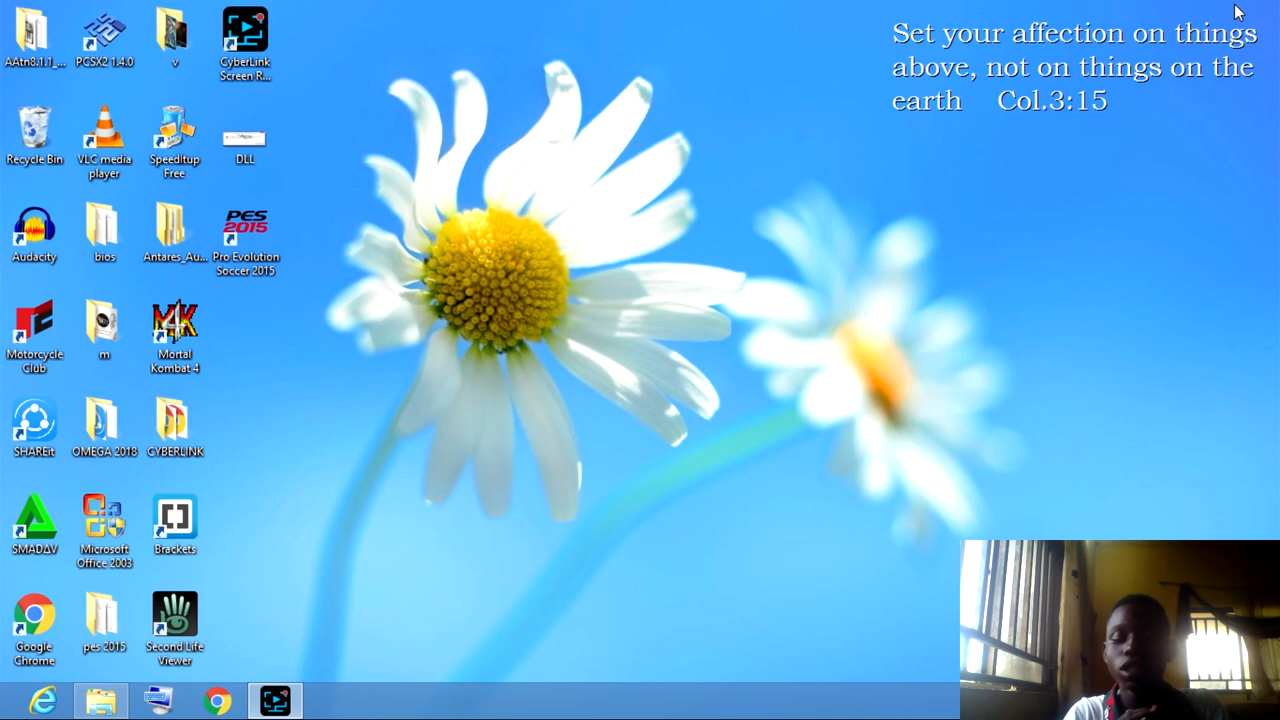 Set your affection on things
above, not on things on the
earth Col.3:15
AAtn8.1.1_...
PCSX2 1.4.0
v
CyberLink
Screen R...
Recycle Bin
VLC media
player
SpeedItup
Free
DLL
Audacity
bios
Antares_Au...
PES
2015
Pro Evolution
Soccer 2015
Motorcycle
Club
m
MK
4
Mortal
Kombat 4
SHAREit
OMEGA 2018
CYBERLINK
SMADΔV
Microsoft
Office 2003
Brackets
Google
Chrome
pes 2015
Second Life
Viewer